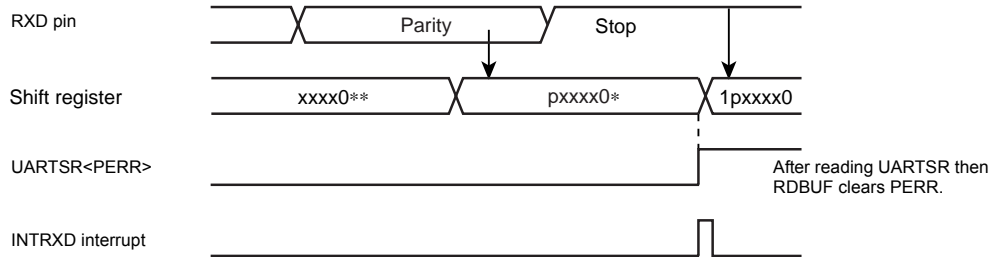 RXD pin
Parity
Stop
Shift register
xxxx0**
pxxxx0*
1pxxxx0
UARTSR<PERR>
After reading UARTSR then
RDBUF clears PERR.
INTRXD interrupt